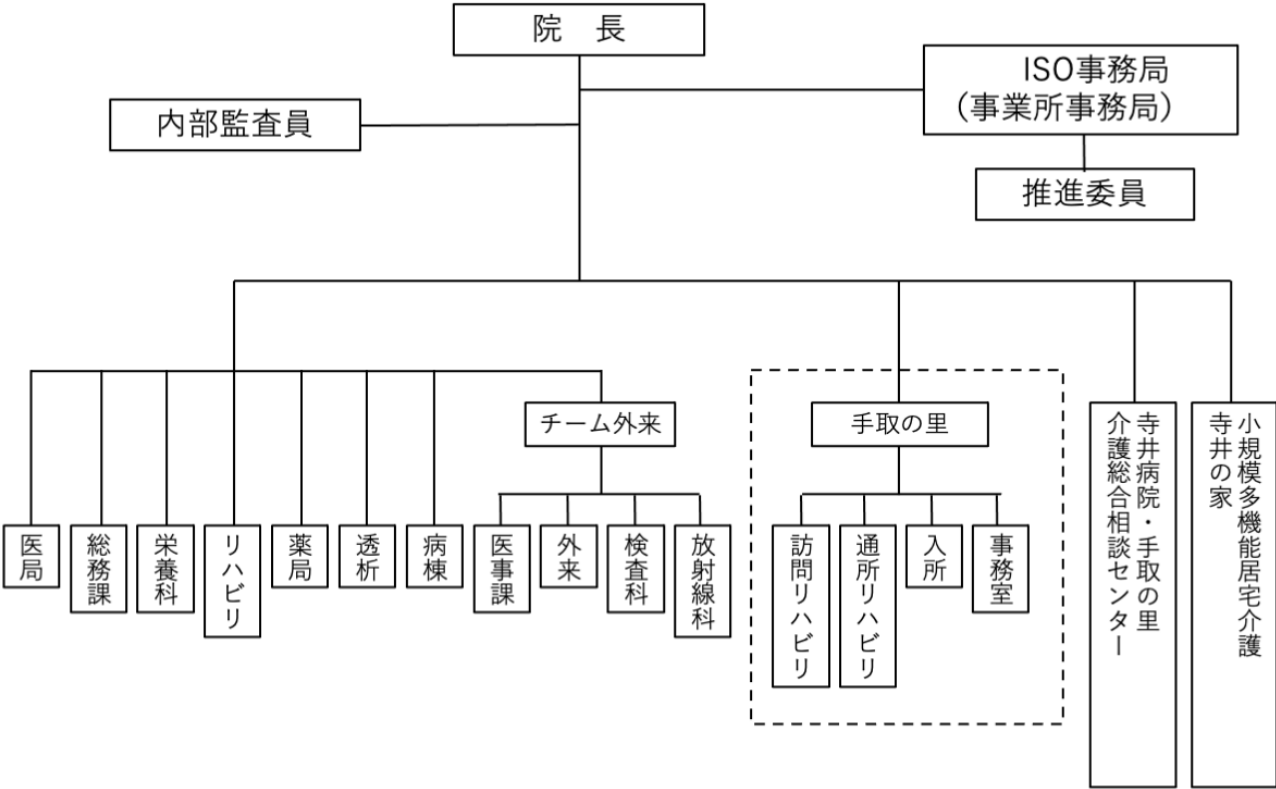 院　長
ISO事務局
（事業所事務局）
内部監査員
推進委員
チーム外来
手取の里
医局
総務課
栄養科
リハビリ
薬局
透析
病棟
医事課
外来
検査科
放射線科
訪問リハビリ
通所リハビリ
入所
事務室
寺井病院・手取の里
介護総合相談センター
小規模多機能居宅介護
寺井の家